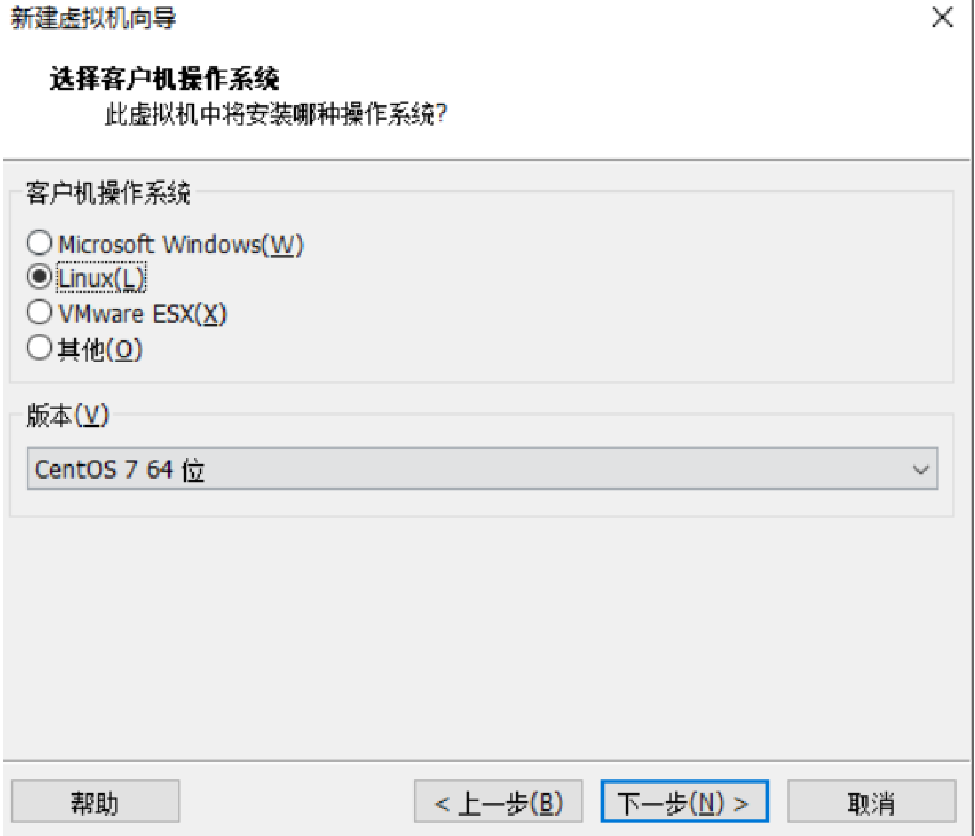 新建虚拟机向导
选择客户机操作系统
此虚拟机中将安装哪种操作系统?
客户机操作系统
Microsoft Windows(W)
Linux(L)
VMware ESX(X)
其他(O)
版本(V)
CentOS 7 64 位
帮助
< 上一步(B)
下一步(N) >
取消